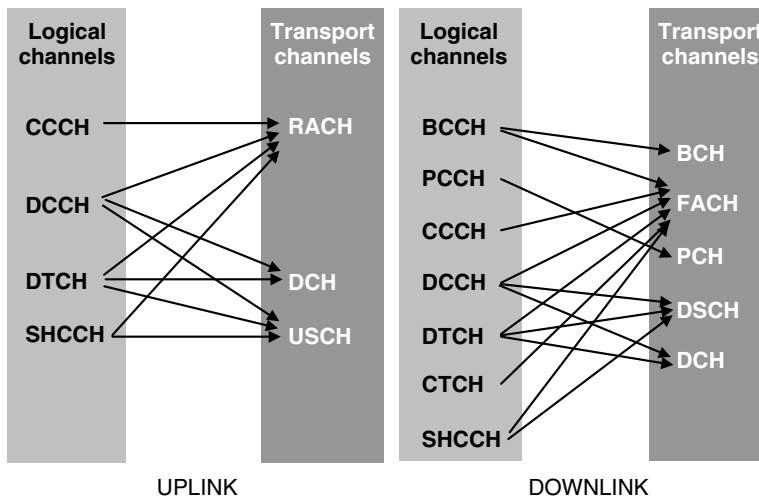 Logical
channels
Transport
channels
CCCH
DCCH
DTCH
SHCCH
RACH
DCH
USCH
UPLINK
Logical
channels
Transport
channels
BCCH
PCCH
CCCH
DCCH
DTCH
CTCH
SHCCH
BCH
FACH
PCH
DSCH
DCH
DOWNLINK